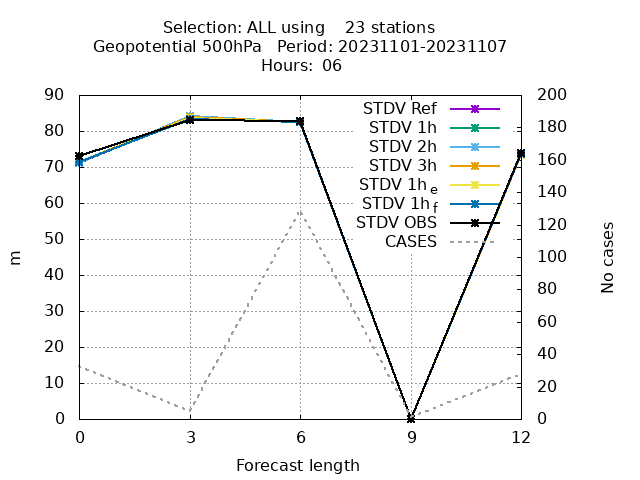 Selection: ALL using    23 stations
Geopotential 500hPa   Period: 20231101-20231107
Hours: 06
90
80
70
60
50
40
30
20
10
0
m
200
180
160
140
120
100
80
60
40
20
0
No cases
STDV Ref
STDV 1h
STDV 2h
STDV 3h
STDV 1h e
STDV 1h f
STDV OBS
CASES
0 3 6 9 12
Forecast length